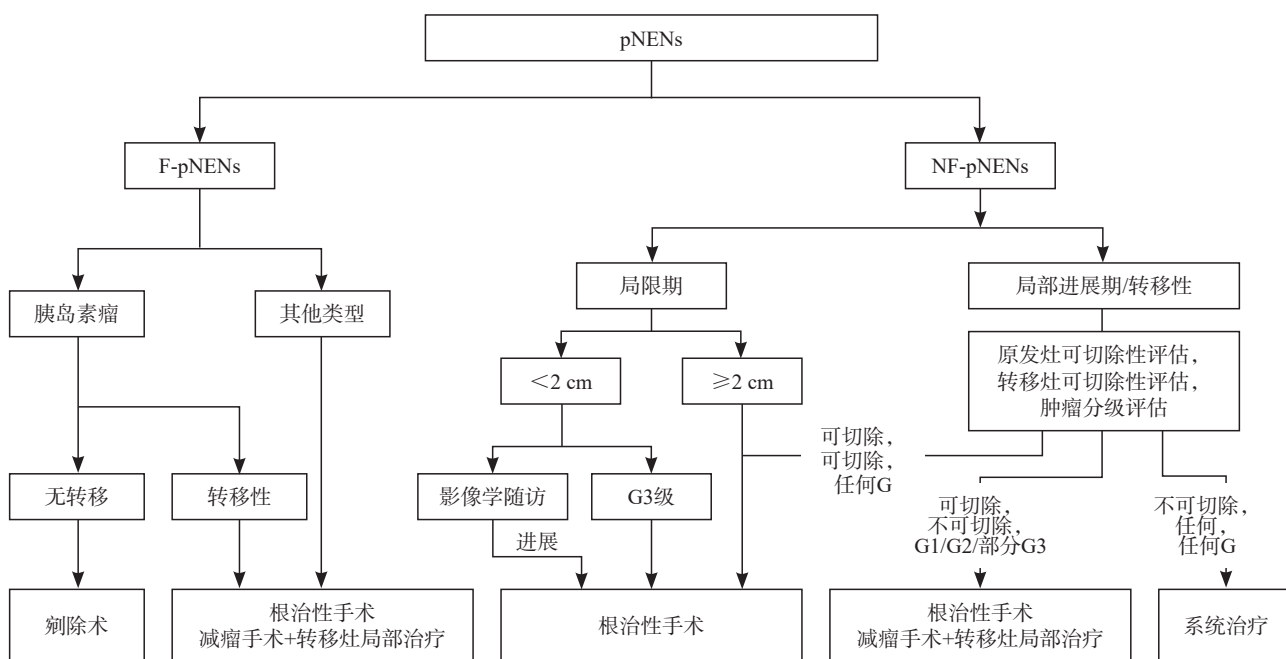 pNENs
F-pNENs
NF-pNENs
局限期
局部进展期/转移性
胰岛素瘤
其他类型
原发灶可切除性评估，
转移灶可切除性评估，
肿瘤分级评估
＜2 cm
≥2 cm
可切除，
可切除，
任何G
无转移
转移性
影像学随访
G3级
可切除，
不可切除，
G1/G2/部分G3
不可切除，
任何，
任何G
进展
剜除术
根治性手术
减瘤手术+转移灶局部治疗
根治性手术
根治性手术
减瘤手术+转移灶局部治疗
系统治疗